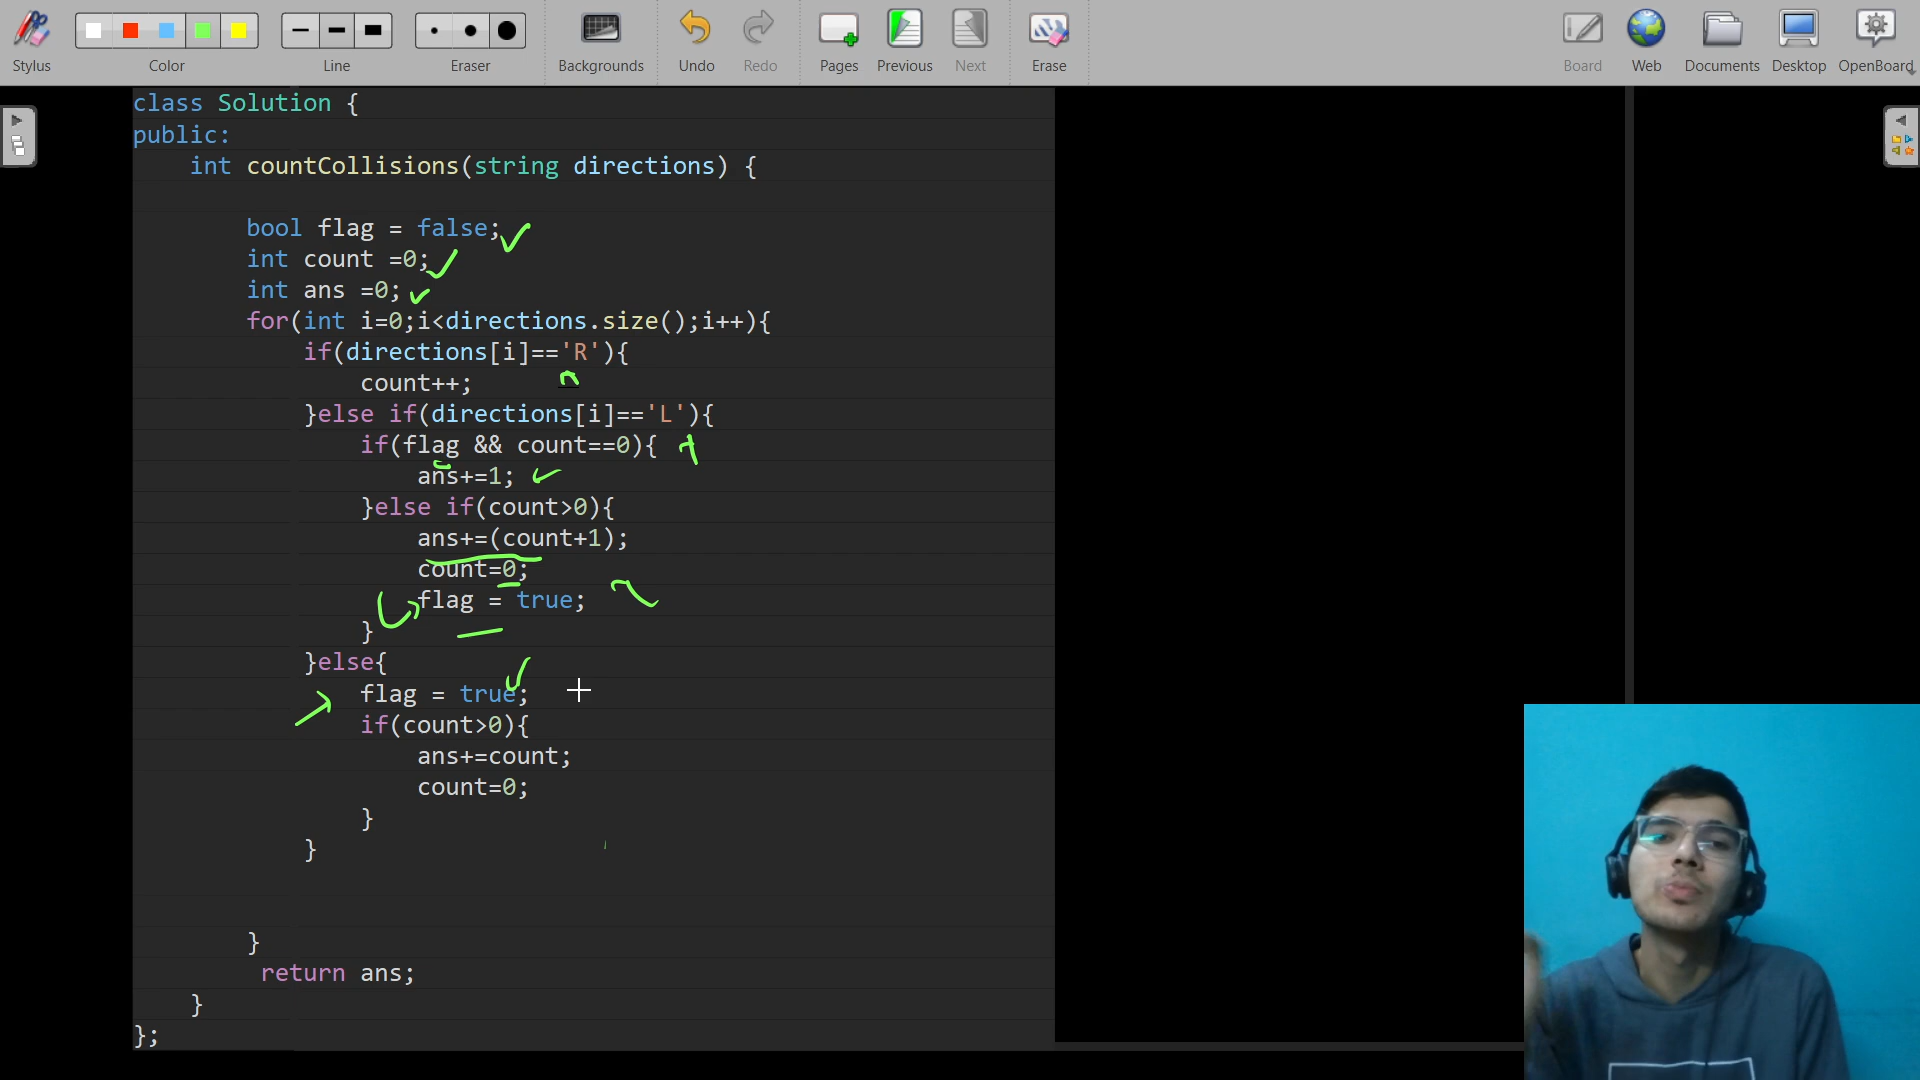 Stylus Color Line Eraser Backgrounds Undo Redo Pages Previous Next Erase Board Web Documents Desktop OpenBoard
class Solution {
public:
    int countCollisions(string directions) {
        bool flag = false;
        int count =0;
        int ans =0;
        for(int i=0;i<directions.size();i++){
            if(directions[i]=='R'){
                count++;
            }else if(directions[i]=='L'){
                if(flag && count==0){
                    ans+=1;
                }else if(count>0){
                    ans+=(count+1);
                    count=0;
                    flag = true;
                }
            }else{
                flag = true;
                if(count>0){
                    ans+=count;
                    count=0;
                }
            }
        }
         return ans;
    }
};